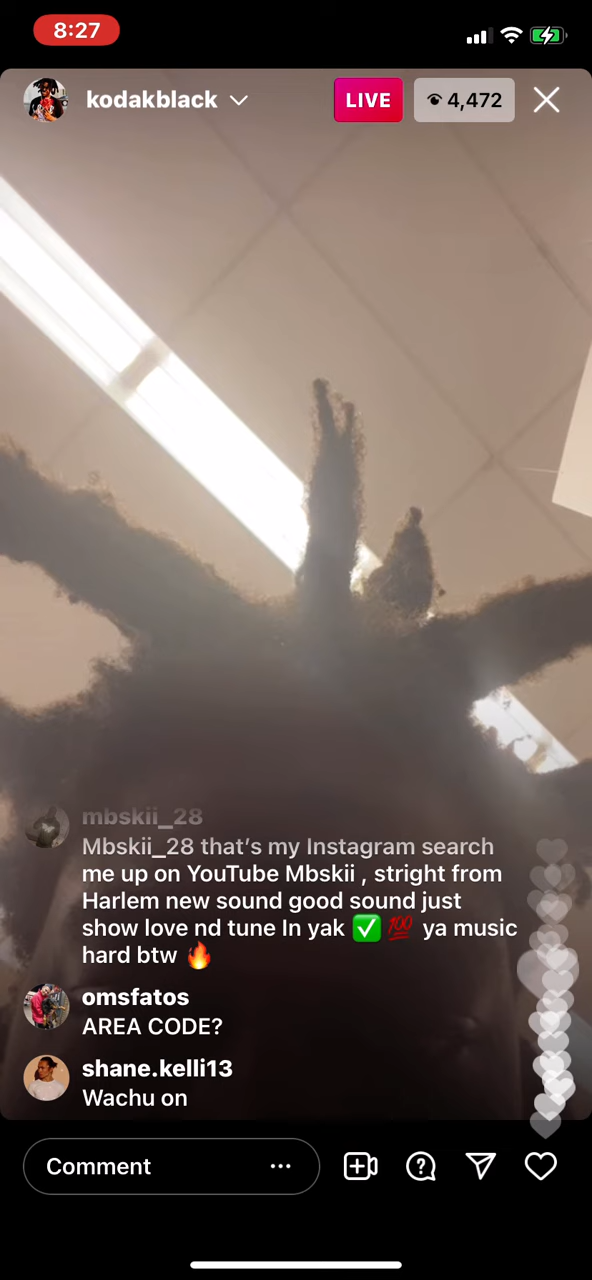 8:27
kodakblack
LIVE
4,472
mbskii_28
Mbskii_28 that's my Instagram search
me up on YouTube Mbskii , stright from
Harlem new sound good sound just
show love nd tune In yak ✅ 💯 ya music
hard btw 🔥
omsfatos
AREA CODE?
shane.kelli13
Wachu on
Comment